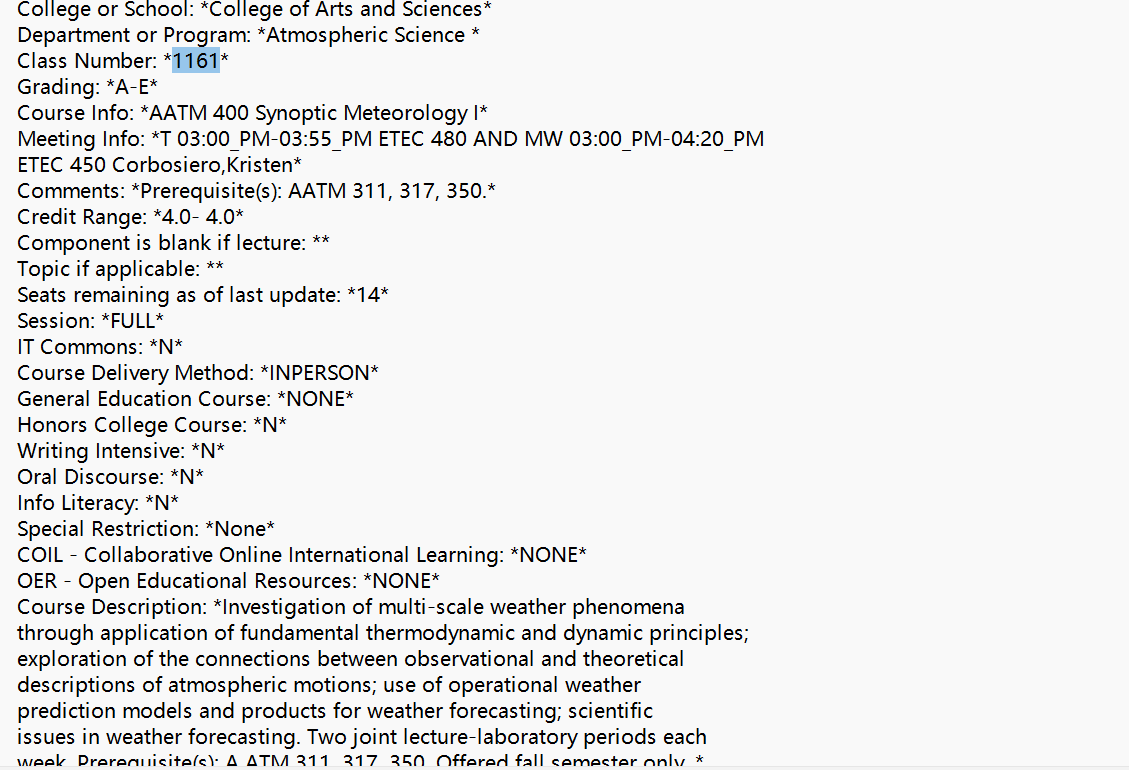 College or School: *College of Arts and Sciences*
Department or Program: *Atmospheric Science *
Class Number: *1161*
Grading: *A-E*
Course Info: *AATM 400 Synoptic Meteorology I*
Meeting Info: *T 03:00_PM-03:55_PM ETEC 480 AND MW 03:00_PM-04:20_PM
ETEC 450 Corbosiero,Kristen*
Comments: *Prerequisite(s): AATM 311, 317, 350.*
Credit Range: *4.0- 4.0*
Component is blank if lecture: **
Topic if applicable: **
Seats remaining as of last update: *14*
Session: *FULL*
IT Commons: *N*
Course Delivery Method: *INPERSON*
General Education Course: *NONE*
Honors College Course: *N*
Writing Intensive: *N*
Oral Discourse: *N*
Info Literacy: *N*
Special Restriction: *None*
COIL - Collaborative Online International Learning: *NONE*
OER - Open Educational Resources: *NONE*
Course Description: *Investigation of multi-scale weather phenomena
through application of fundamental thermodynamic and dynamic principles;
exploration of the connections between observational and theoretical
descriptions of atmospheric motions; use of operational weather
prediction models and products for weather forecasting; scientific
issues in weather forecasting. Two joint lecture-laboratory periods each
week. Prerequisite(s): A ATM 311, 317, 350. Offered fall semester only. *